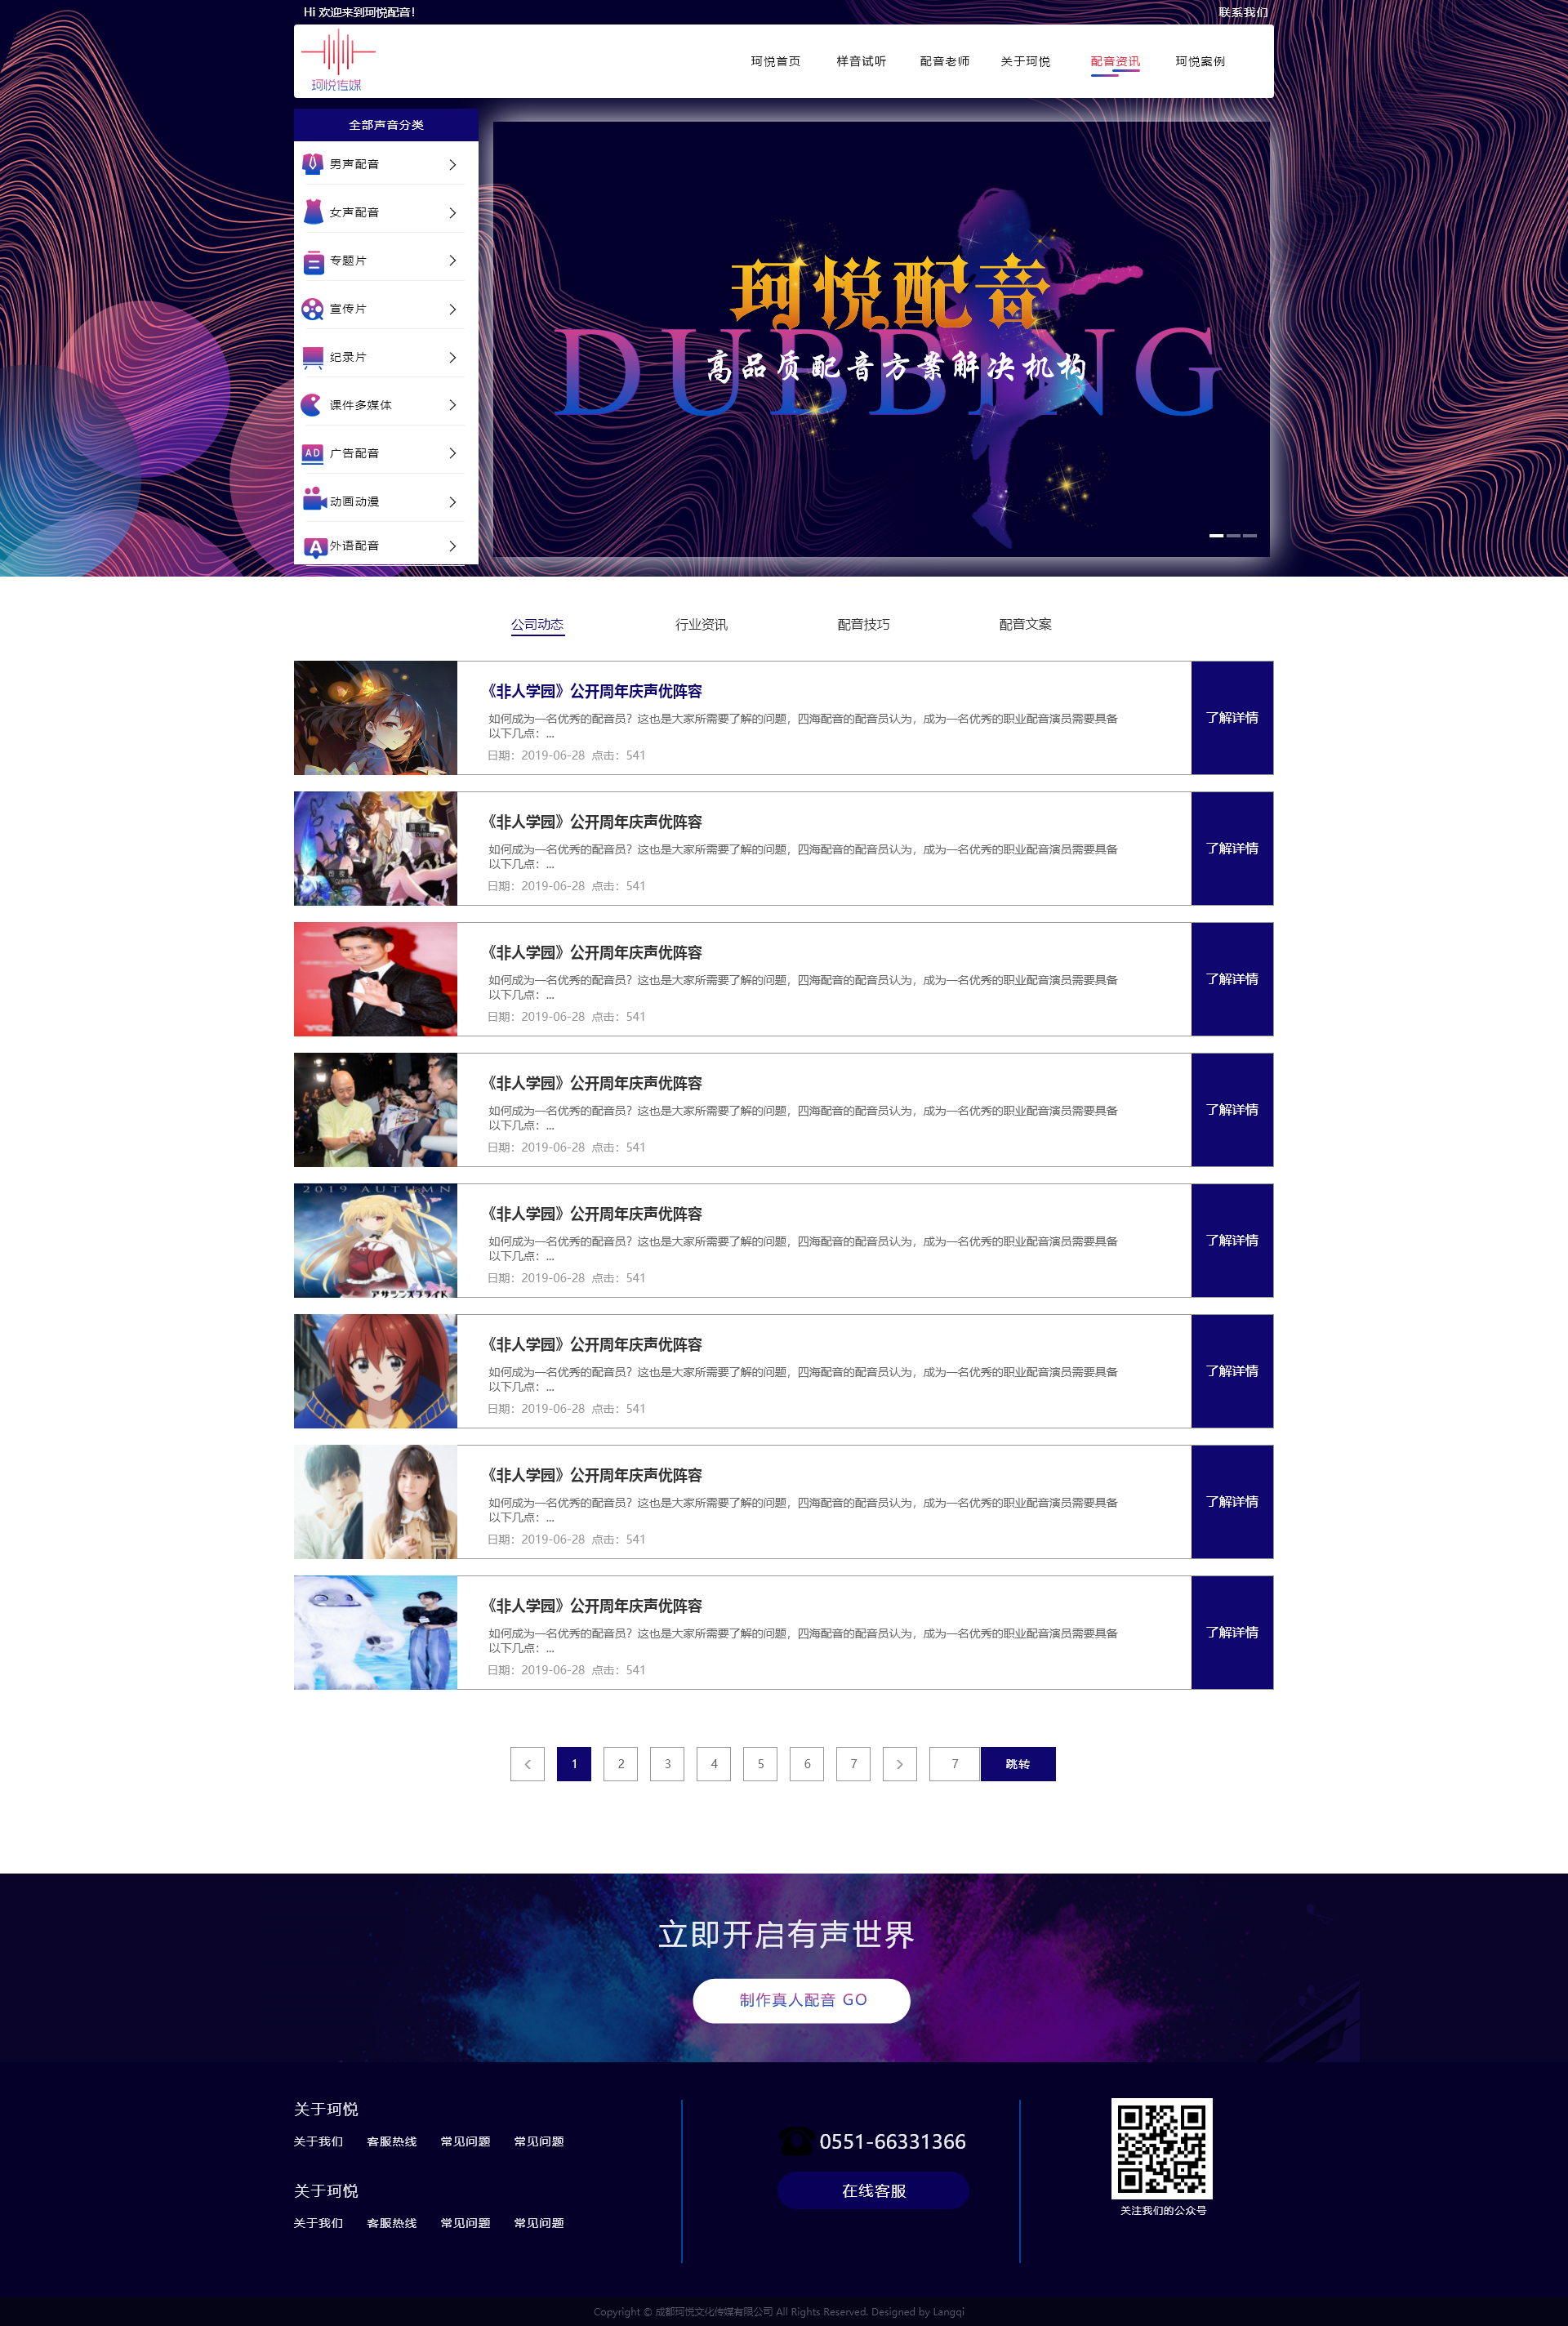 Hi 欢迎来到珂悦配音！
联系我们
珂悦传媒
珂悦首页 样音试听 配音老师 关于珂悦 配音资讯 珂悦案例
全部声音分类
男声配音
女声配音
专题片
宣传片
纪录片
课件多媒体
AD 广告配音
动画动漫
A 外语配音
珂悦配音
DUBBING
高品质配音方案解决机构
公司动态 行业资讯 配音技巧 配音文案
《非人学园》公开周年庆声优阵容
如何成为一名优秀的配音员？这也是大家所需要了解的问题，四海配音的配音员认为，成为一名优秀的职业配音演员需要具备
以下几点：...
日期：2019-06-28 点击：541
了解详情
《非人学园》公开周年庆声优阵容
如何成为一名优秀的配音员？这也是大家所需要了解的问题，四海配音的配音员认为，成为一名优秀的职业配音演员需要具备
以下几点：...
日期：2019-06-28 点击：541
了解详情
《非人学园》公开周年庆声优阵容
如何成为一名优秀的配音员？这也是大家所需要了解的问题，四海配音的配音员认为，成为一名优秀的职业配音演员需要具备
以下几点：...
日期：2019-06-28 点击：541
了解详情
《非人学园》公开周年庆声优阵容
如何成为一名优秀的配音员？这也是大家所需要了解的问题，四海配音的配音员认为，成为一名优秀的职业配音演员需要具备
以下几点：...
日期：2019-06-28 点击：541
了解详情
2019 AUTUMN
アサシンズプライド
《非人学园》公开周年庆声优阵容
如何成为一名优秀的配音员？这也是大家所需要了解的问题，四海配音的配音员认为，成为一名优秀的职业配音演员需要具备
以下几点：...
日期：2019-06-28 点击：541
了解详情
《非人学园》公开周年庆声优阵容
如何成为一名优秀的配音员？这也是大家所需要了解的问题，四海配音的配音员认为，成为一名优秀的职业配音演员需要具备
以下几点：...
日期：2019-06-28 点击：541
了解详情
《非人学园》公开周年庆声优阵容
如何成为一名优秀的配音员？这也是大家所需要了解的问题，四海配音的配音员认为，成为一名优秀的职业配音演员需要具备
以下几点：...
日期：2019-06-28 点击：541
了解详情
《非人学园》公开周年庆声优阵容
如何成为一名优秀的配音员？这也是大家所需要了解的问题，四海配音的配音员认为，成为一名优秀的职业配音演员需要具备
以下几点：...
日期：2019-06-28 点击：541
了解详情
< 1 2 3 4 5 6 7 > 7 跳转
立即开启有声世界
制作真人配音 GO
关于珂悦
关于我们 客服热线 常见问题 常见问题
关于珂悦
关于我们 客服热线 常见问题 常见问题
0551-66331366
在线客服
关注我们的公众号
Copyright © 成都珂悦文化传媒有限公司 All Rights Reserved. Designed by Langqi